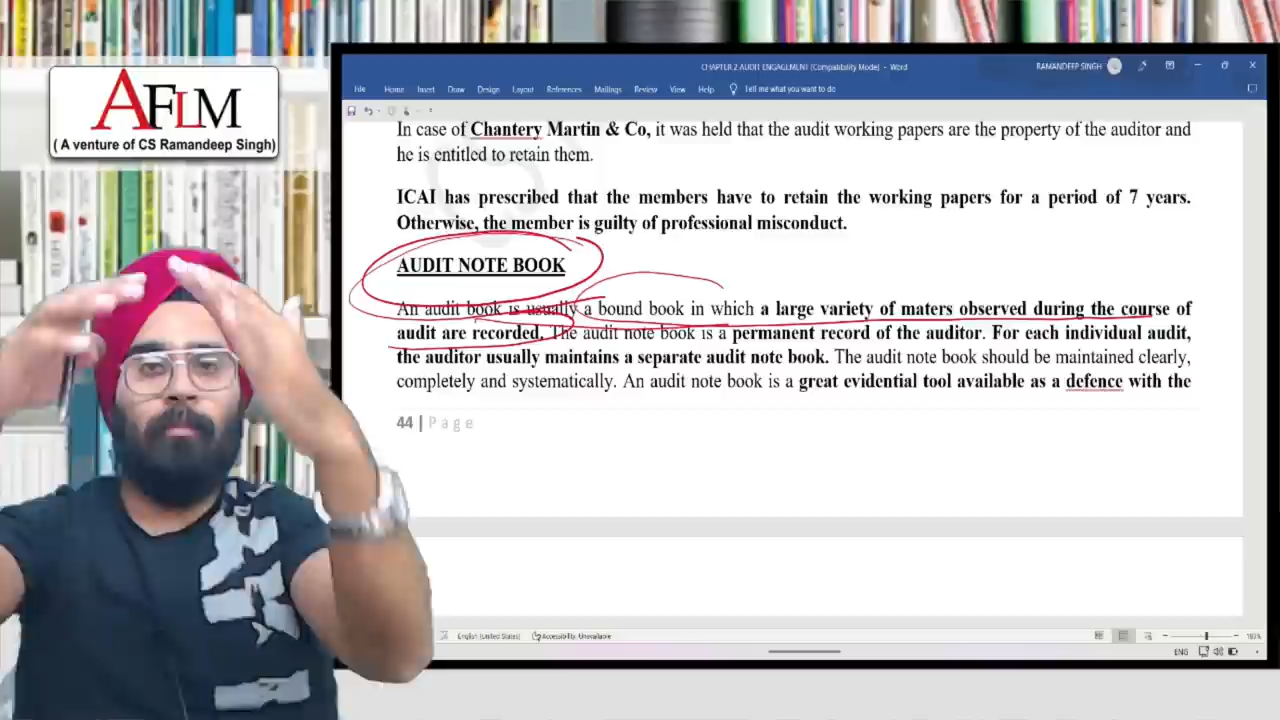 AFLM
( A venture of CS Ramandeep Singh)
CHAPTER 2-AUDIT ENGAGEMENT [Compatibility Mode] - Word
RAMANDEEP SINGH
File Home Insert Draw Design Layout References Mailings Review View Help Tell me what you want to do
In case of Chantery Martin & Co, it was held that the audit working papers are the property of the auditor and
he is entitled to retain them.
ICAI has prescribed that the members have to retain the working papers for a period of 7 years.
Otherwise, the member is guilty of professional misconduct.
AUDIT NOTE BOOK
An audit book is usually a bound book in which a large variety of maters observed during the course of
audit are recorded. The audit note book is a permanent record of the auditor. For each individual audit,
the auditor usually maintains a separate audit note book. The audit note book should be maintained clearly,
completely and systematically. An audit note book is a great evidential tool available as a defence with the
44 | Page
English (United States) Accessibility: Unavailable
ENG